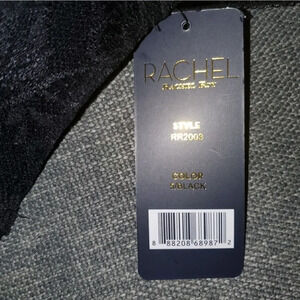 RACHEL
RACHEL ROY
STYLE
RR2003
COLOR
BLACK
8 88208 68987 2